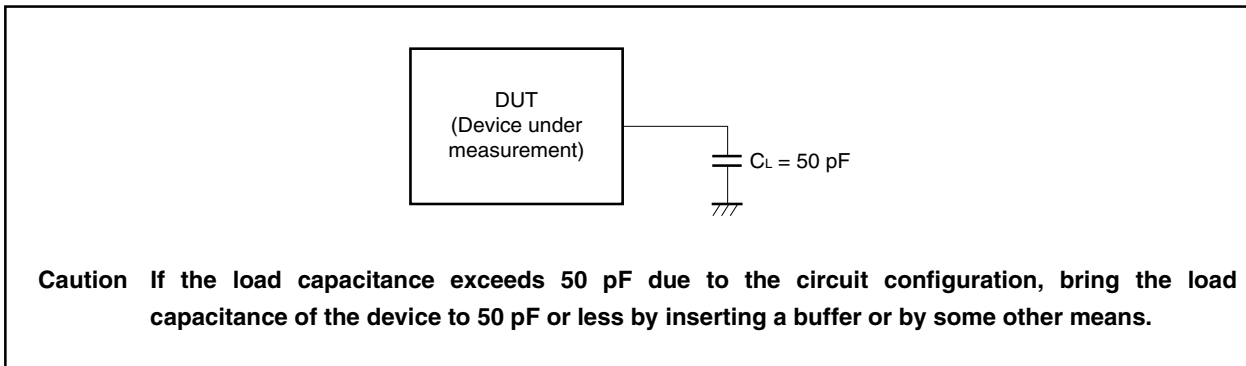 DUT
(Device under
measurement)
CL = 50 pF
Caution If the load capacitance exceeds 50 pF due to the circuit configuration, bring the load
capacitance of the device to 50 pF or less by inserting a buffer or by some other means.